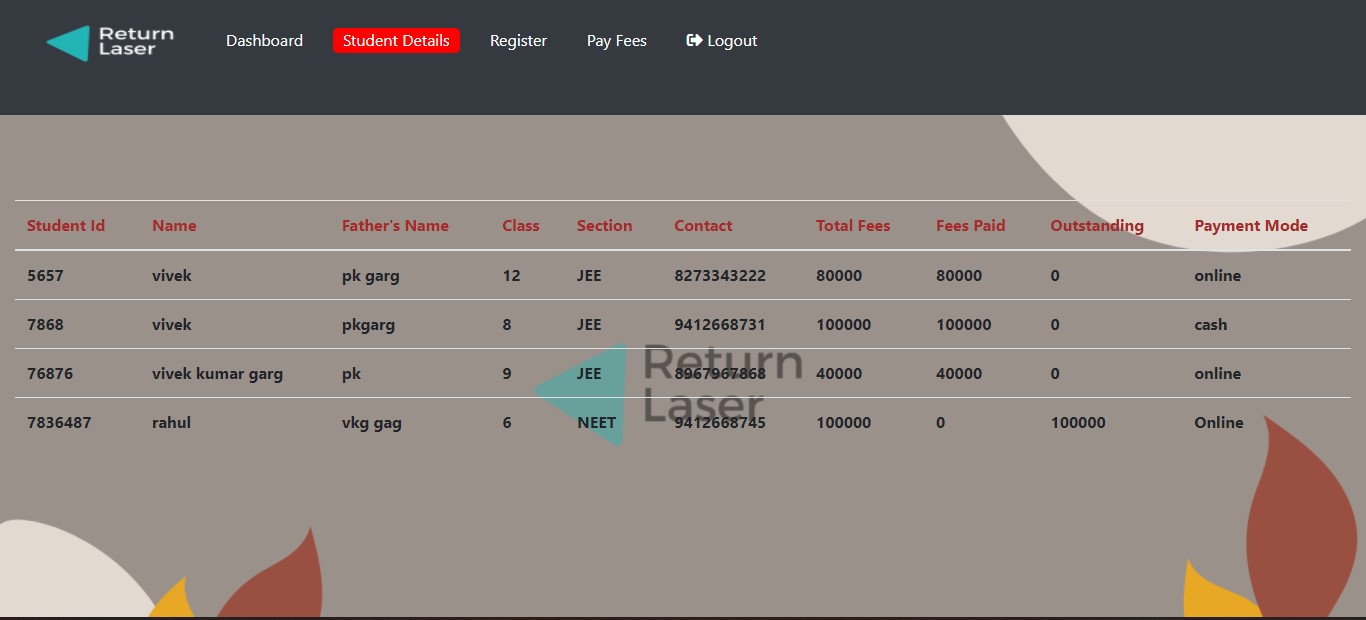 Return
Laser
Dashboard Student Details Register Pay Fees Logout
Student Id Name Father's Name Class Section Contact Total Fees Fees Paid Outstanding Payment Mode
5657 vivek pk garg 12 JEE 8273343222 80000 80000 0 online
7868 vivek pkgarg 8 JEE 9412668731 100000 100000 0 cash
Return
76876 vivek kumar garg pk 9 JEE 8967967868 40000 40000 0 online
Laser
7836487 rahul vkg gag 6 NEET 9412668745 100000 0 100000 Online